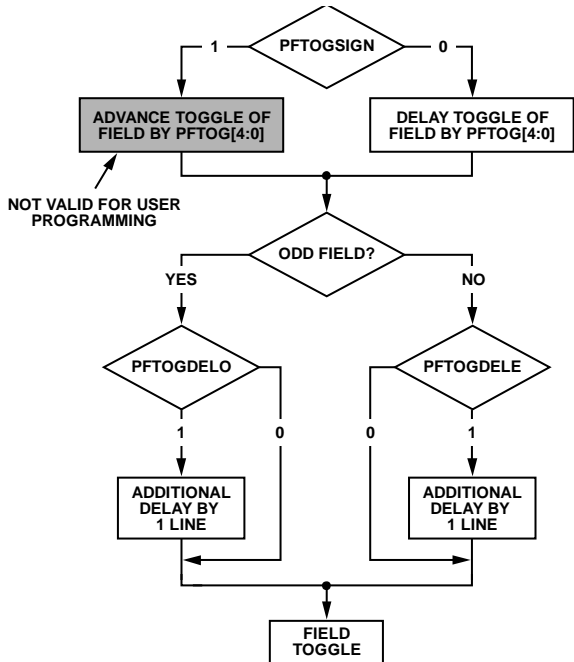 PFTOGSIGN
1
0
ADVANCE TOGGLE OF
FIELD BY PFTOG[4:0]
DELAY TOGGLE OF
FIELD BY PFTOG[4:0]
NOT VALID FOR USER
PROGRAMMING
ODD FIELD?
YES
NO
PFTOGDELO
PFTOGDELE
1
0
0
1
ADDITIONAL
DELAY BY
1 LINE
ADDITIONAL
DELAY BY
1 LINE
FIELD
TOGGLE